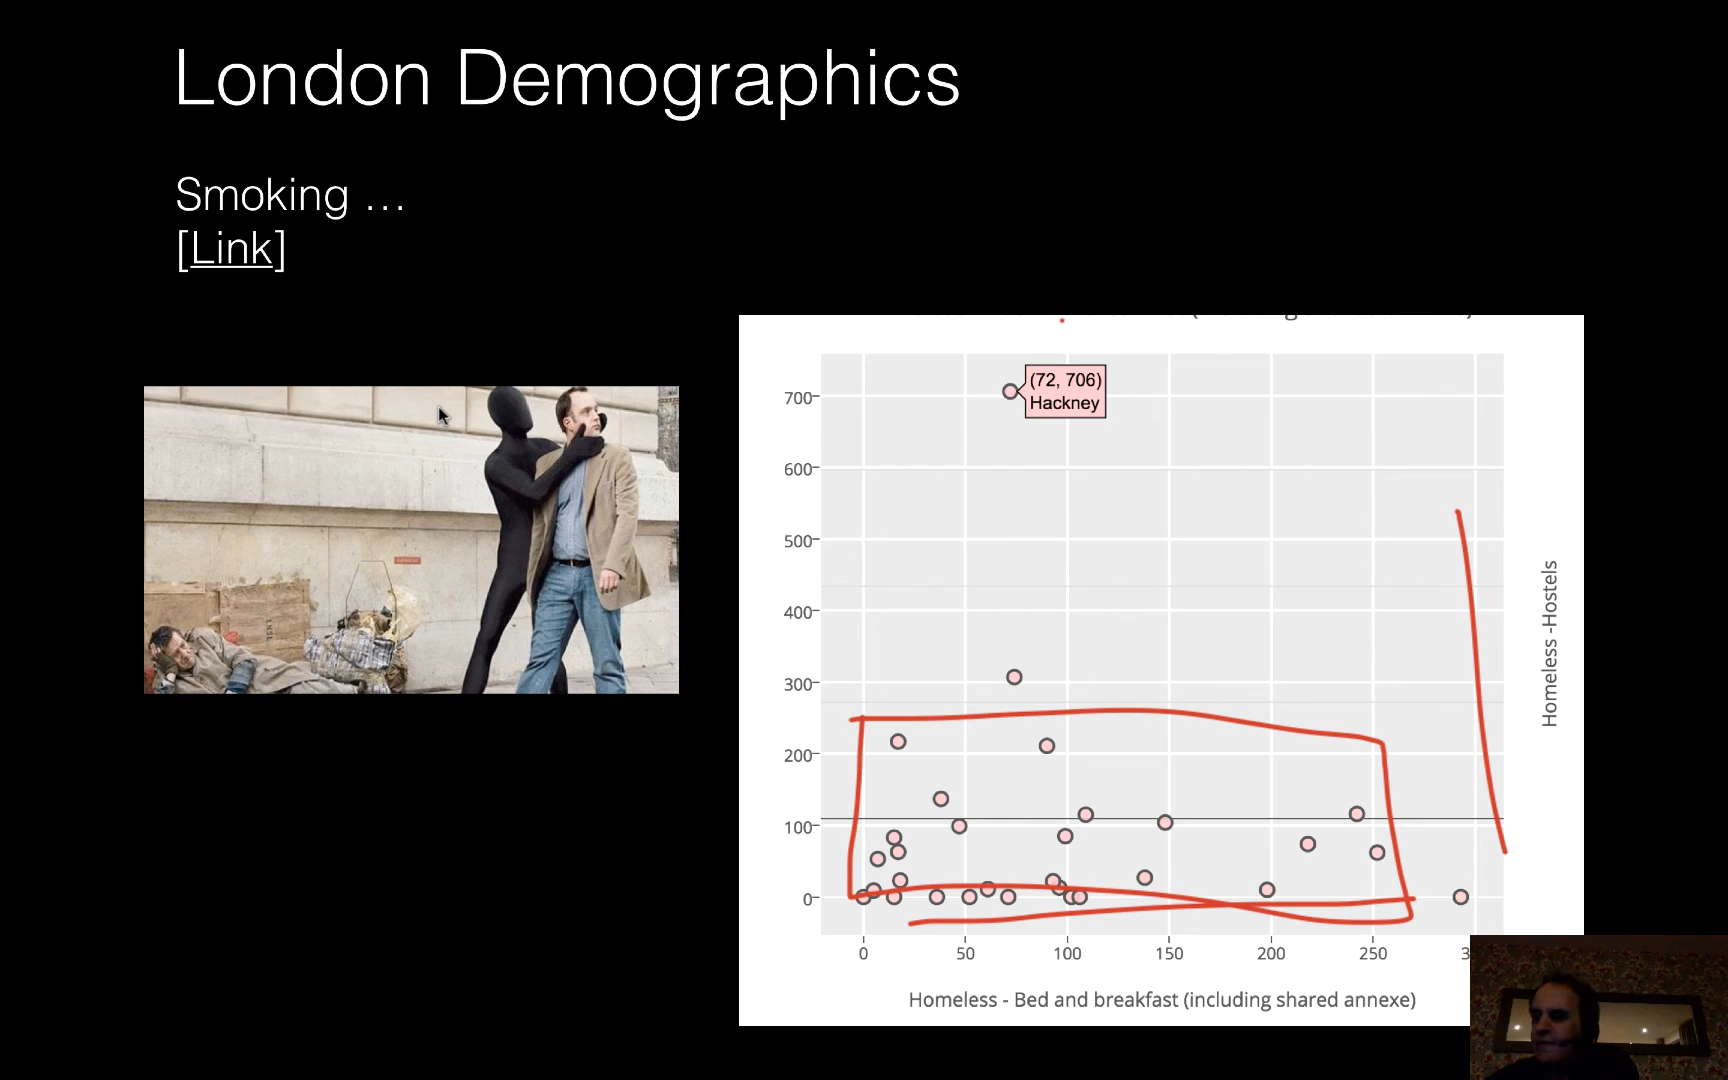 London Demographics
Smoking ...
[Link]
(72, 706)
Hackney
700
600
500
400
300
200
100
0
0 50 100 150 200 250
Homeless - Bed and breakfast (including shared annexe)
Homeless -Hostels